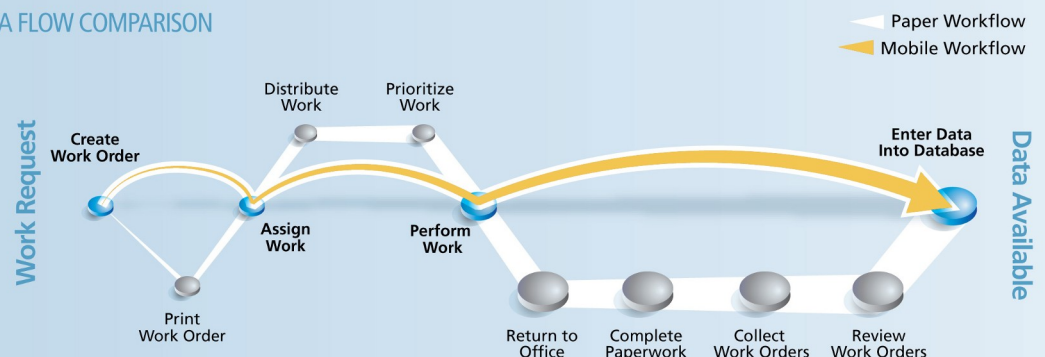 A FLOW COMPARISON
Paper Workflow
Mobile Workflow
Work Request
Create
Work Order
Print
Work Order
Assign
Work
Distribute
Work
Prioritize
Work
Perform
Work
Return to
Office
Complete
Paperwork
Collect
Work Orders
Review
Work Orders
Enter Data
Into Database
Data Available